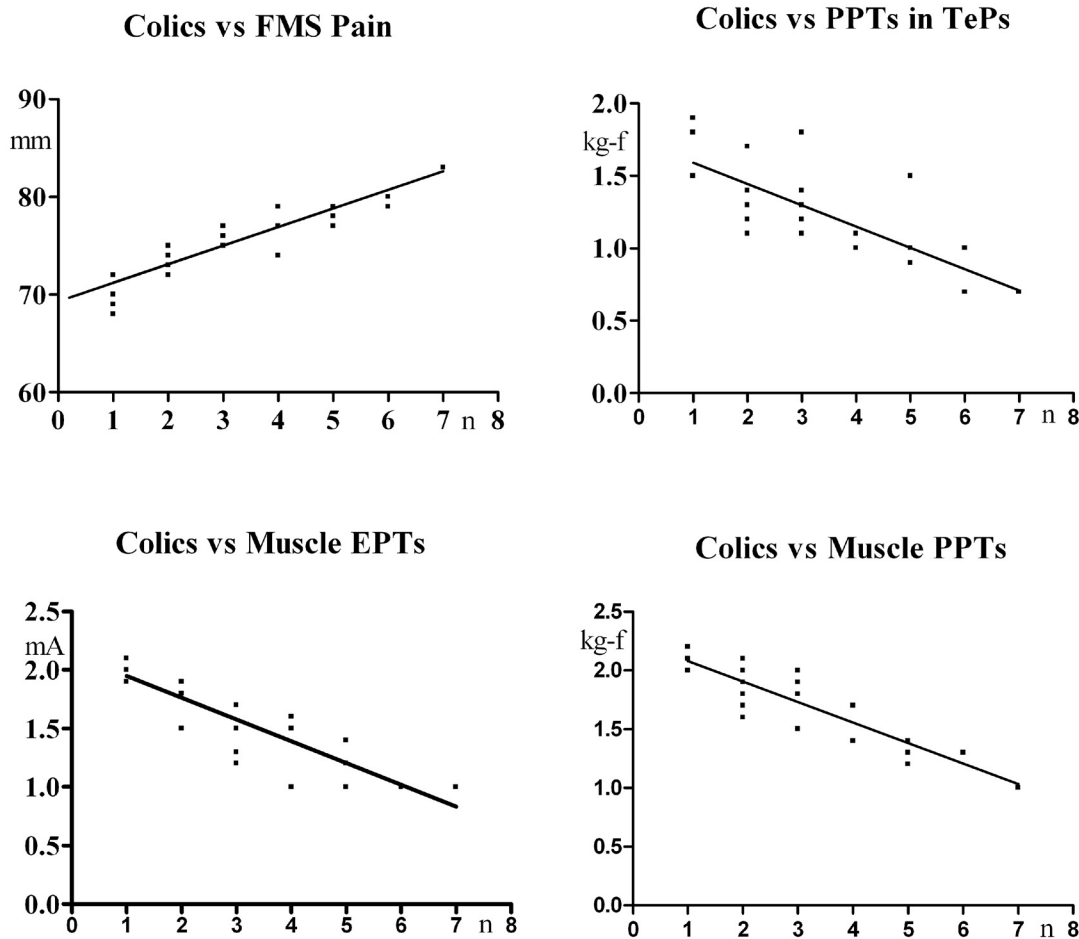 Colics vs FMS Pain
90
mm
80
70
60
0 1 2 3 4 5 6 7 n 8
Colics vs PPTs in TePs
2.0
kg-f
1.5
1.0
0.5
0.0
0 1 2 3 4 5 6 7 n 8
Colics vs Muscle EPTs
2.5
mA
2.0
1.5
1.0
0.5
0.0
0 1 2 3 4 5 6 7 n 8
Colics vs Muscle PPTs
2.5
kg-f
2.0
1.5
1.0
0.5
0.0
0 1 2 3 4 5 6 7 n 8